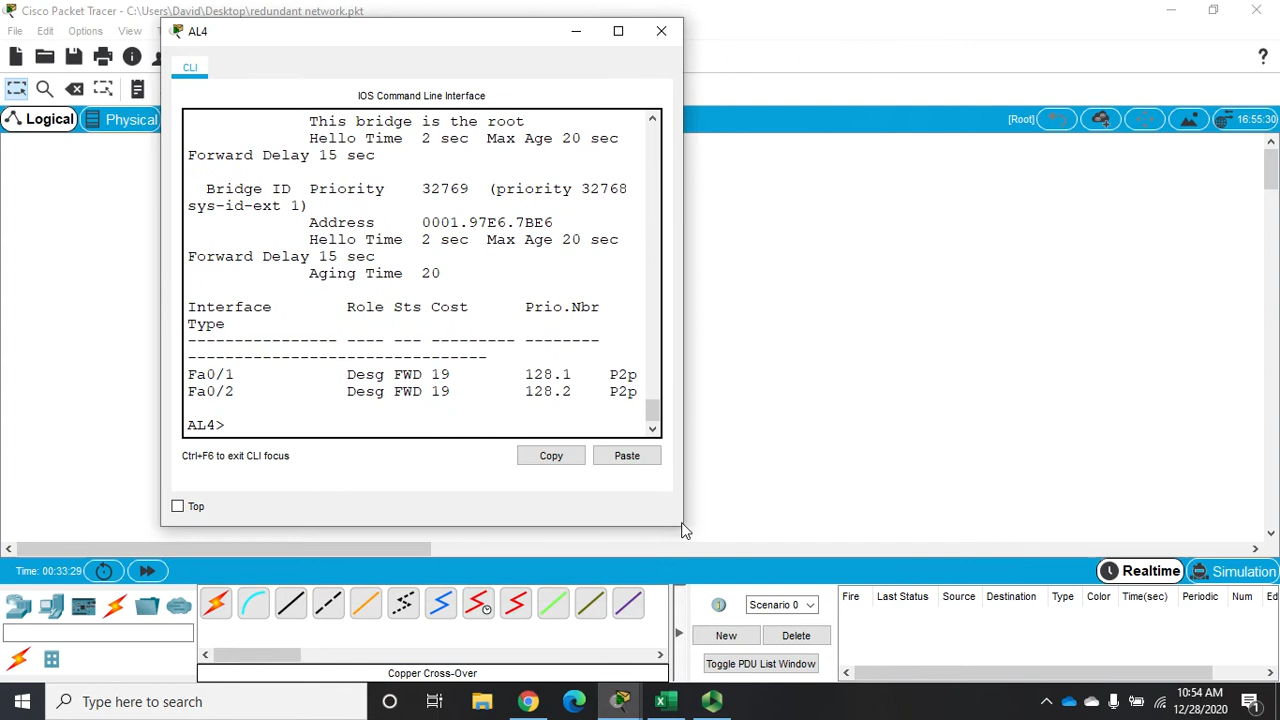 Cisco Packet Tracer - C:\Users\David\Desktop\redundant network.pkt
File Edit Options View
AL4
CLI
IOS Command Line Interface
This bridge is the root
Hello Time 2 sec Max Age 20 sec
Forward Delay 15 sec
Bridge ID Priority 32769 (priority 32768
sys-id-ext 1)
Address 0001.97E6.7BE6
Hello Time 2 sec Max Age 20 sec
Forward Delay 15 sec
Aging Time 20
Interface Role Sts Cost Prio.Nbr
Type
---------------- ---- --- --------- --------
--------------------------------
Fa0/1 Desg FWD 19 128.1 P2p
Fa0/2 Desg FWD 19 128.2 P2p
AL4>
Ctrl+F6 to exit CLI focus
Copy Paste
Top
Logical Physical
[Root] 16:55:30
Time: 00:33:29
Realtime Simulation
Copper Cross-Over
Scenario 0
New Delete
Toggle PDU List Window
Fire Last Status Source Destination Type Color Time(sec) Periodic Num Ed
Type here to search
10:54 AM
12/28/2020
1